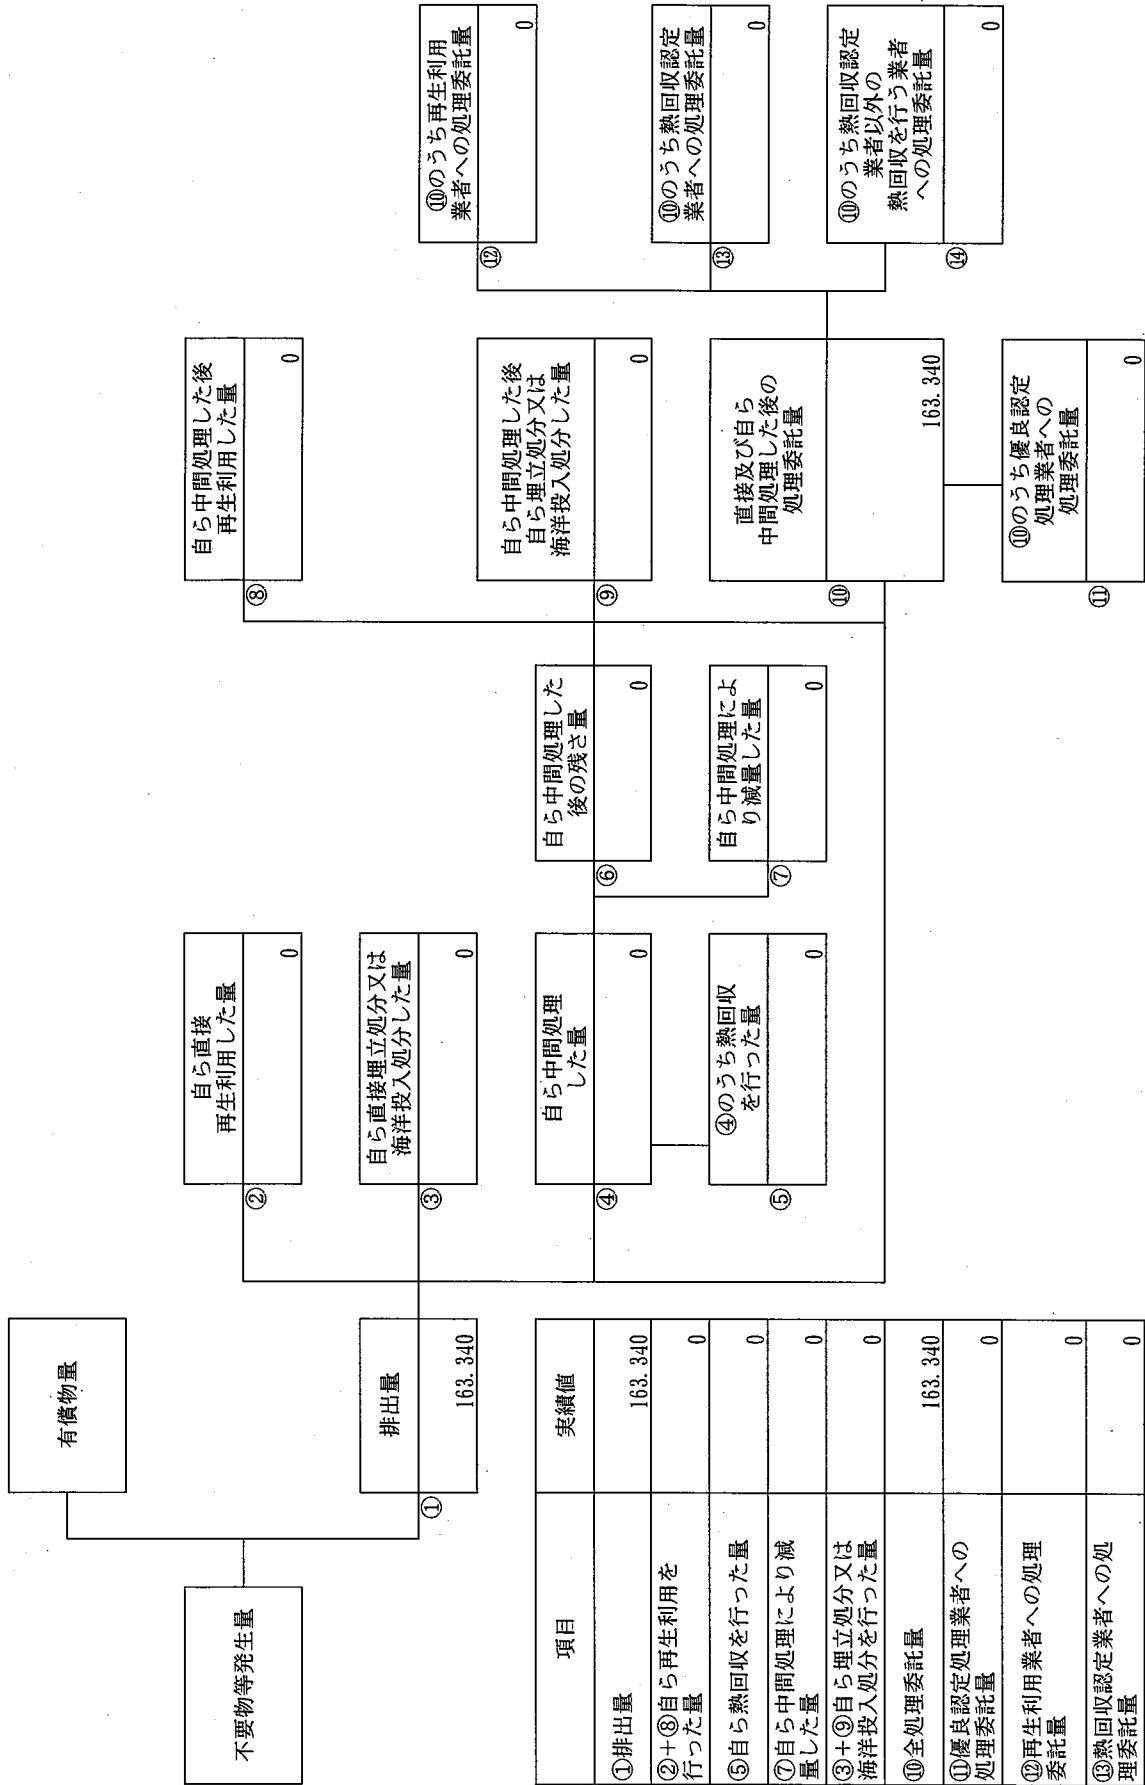 不要物等発生量
有償物量
排出量
①
163.340
自ら直接
再生利用した量
②
0
自ら直接埋立処分又は
海洋投入処分した量
③
0
自ら中間処理
した量
④
0
④のうち熱回収
を行った量
⑤
0
自ら中間処理した
後の残さ量
⑥
0
自ら中間処理によ
り減量した量
⑦
0
自ら中間処理した後
再生利用した量
⑧
0
自ら中間処理した後
自ら埋立処分又は
海洋投入処分した量
⑨
0
直接及び自ら
中間処理した後の
処理委託量
⑩
163.340
⑩のうち優良認定
処理業者への
処理委託量
⑪
0
⑩のうち再生利用
業者への処理委託量
⑫
0
⑩のうち熱回収認定
業者への処理委託量
⑬
0
⑩のうち熱回収認定
業者以外の
熱回収を行う業者
への処理委託量
⑭
0
項目 実績値
①排出量 163.340
②+⑧自ら再生利用を
行った量 0
⑤自ら熱回収を行った量 0
⑦自ら中間処理により減
量した量 0
③+⑨自ら埋立処分又は
海洋投入処分を行った量 0
⑩全処理委託量 163.340
⑪優良認定処理業者への
処理委託量 0
⑫再生利用業者への処理
委託量 0
⑬熱回収認定業者への処
理委託量 0